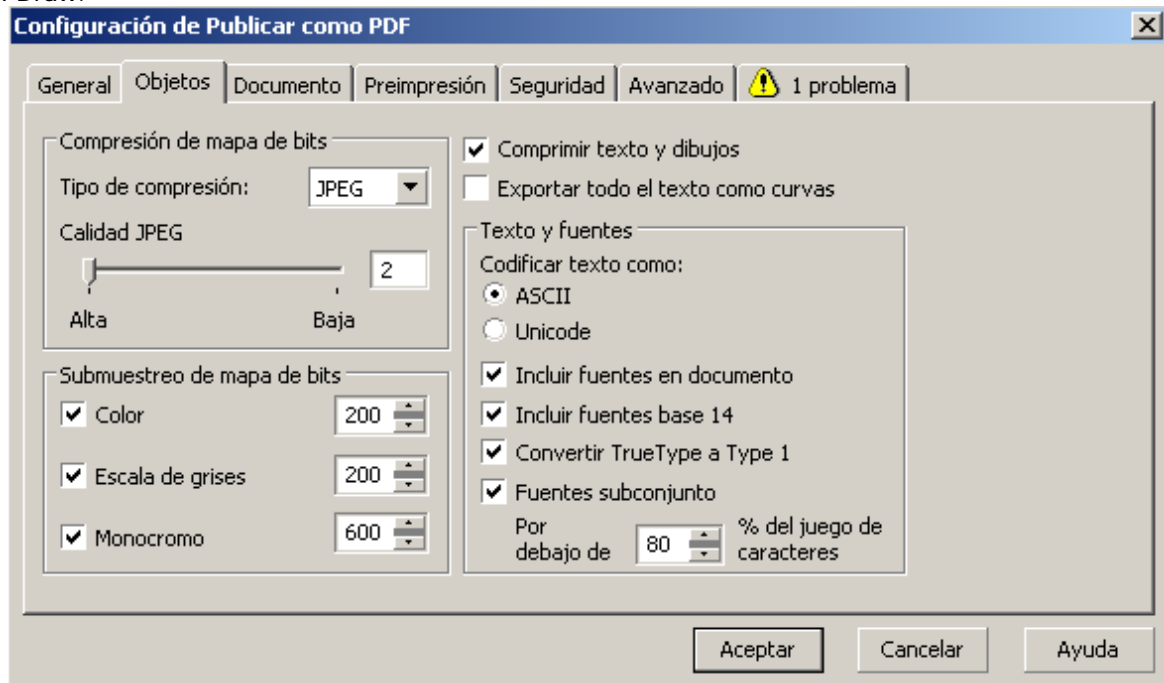 Configuración de Publicar como PDF
General Objetos Documento Preimpresión Seguridad Avanzado 1 problema
Compresión de mapa de bits
Tipo de compresión: JPEG
Calidad JPEG
2
Alta Baja
Submuestreo de mapa de bits
Color 200
Escala de grises 200
Monocromo 600
Comprimir texto y dibujos
Exportar todo el texto como curvas
Texto y fuentes
Codificar texto como:
ASCII
Unicode
Incluir fuentes en documento
Incluir fuentes base 14
Convertir TrueType a Type 1
Fuentes subconjunto
Por debajo de 80 % del juego de caracteres
Aceptar Cancelar Ayuda